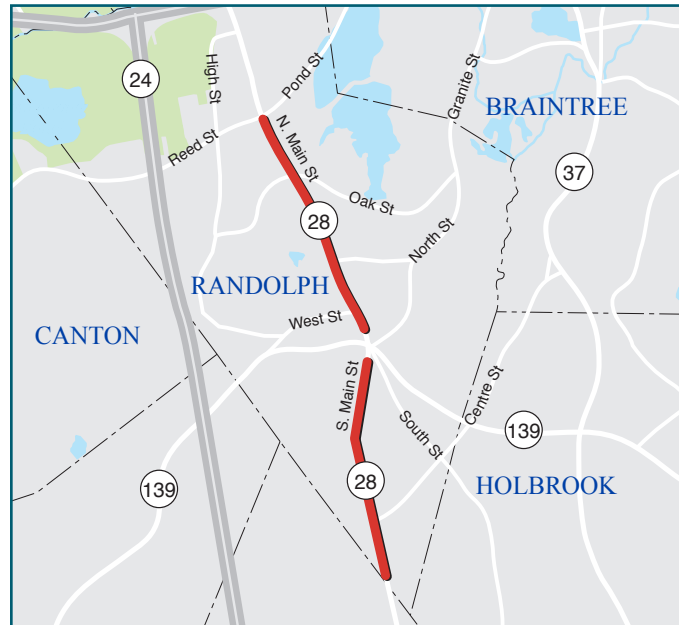 High St
Pond St
Granite St
24
BRAINTREE
Reed St
N. Main St
37
Oak St
28
North St
RANDOLPH
CANTON
West St
S. Main St
Centre St
South St
139
28
139
HOLBROOK